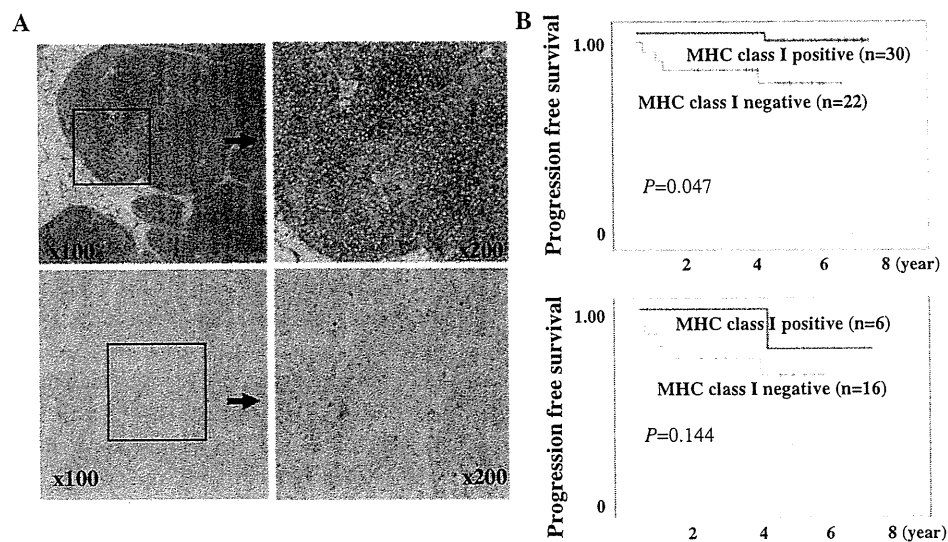 A
x100
x200
x100
x200
B
Progression free survival
1.00
MHC class I positive (n=30)
MHC class I negative (n=22)
P=0.047
0
2 4 6 8 (year)
Progression free survival
1.00
MHC class I positive (n=6)
MHC class I negative (n=16)
P=0.144
0
2 4 6 8 (year)